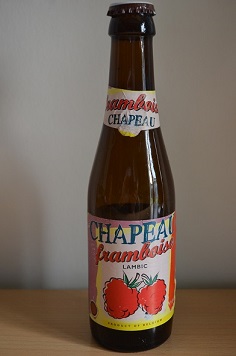 framboise
CHAPEAU
CHAPEAU
framboise
LAMBIC
PRODUCT OF BELGIUM